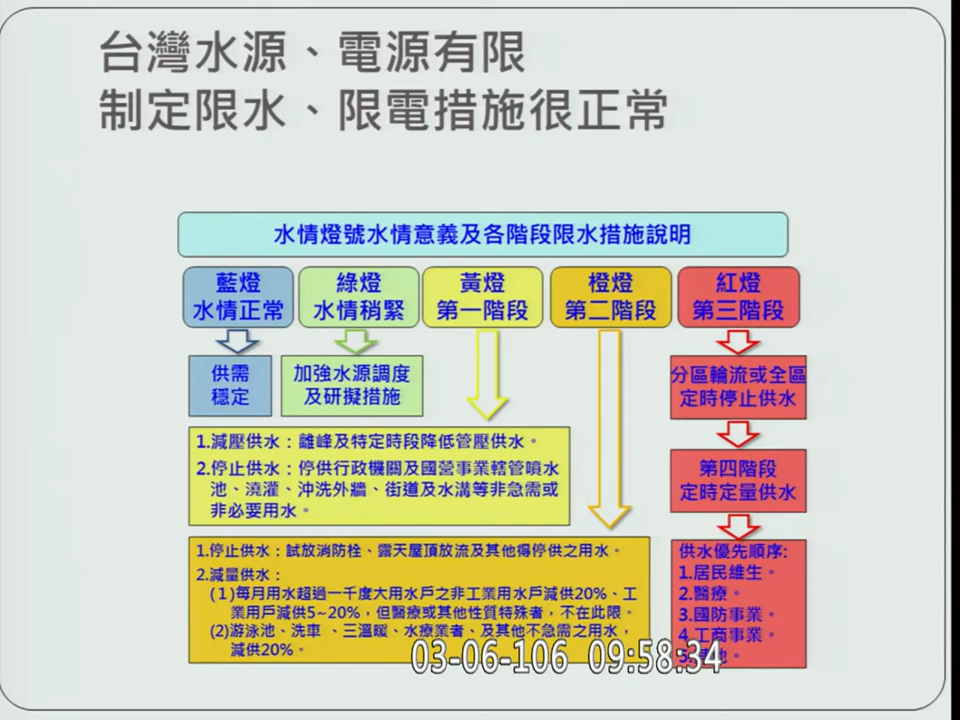 台灣水源、電源有限
制定限水、限電措施很正常
水情燈號水情意義及各階段限水措施說明
藍燈
水情正常
綠燈
水情稍緊
黃燈
第一階段
橙燈
第二階段
紅燈
第三階段
供需
穩定
加強水源調度
及研擬措施
分區輪流或全區
定時停止供水
1.減壓供水：離峰及特定時段降低管壓供水。
2.停止供水：停供行政機關及國營事業轄管噴水
池、澆灌、沖洗外牆、街道及水溝等非急需或
非必要用水。
第四階段
定時定量供水
1.停止供水：試放消防栓、露天屋頂放流及其他得停供之用水。
2.減量供水：
(1)每月用水超過一千度大用水戶之非工業用水戶減供20%、工
業用戶減供5~20%，但醫療或其他性質特殊者，不在此限。
(2)游泳池、洗車 、三溫暖、水療業者、及其他不急需之用水，
減供20%。
供水優先順序:
1.居民維生。
2.醫療。
3.國防事業。
4.工商事業。
03-06-106 09:58:34